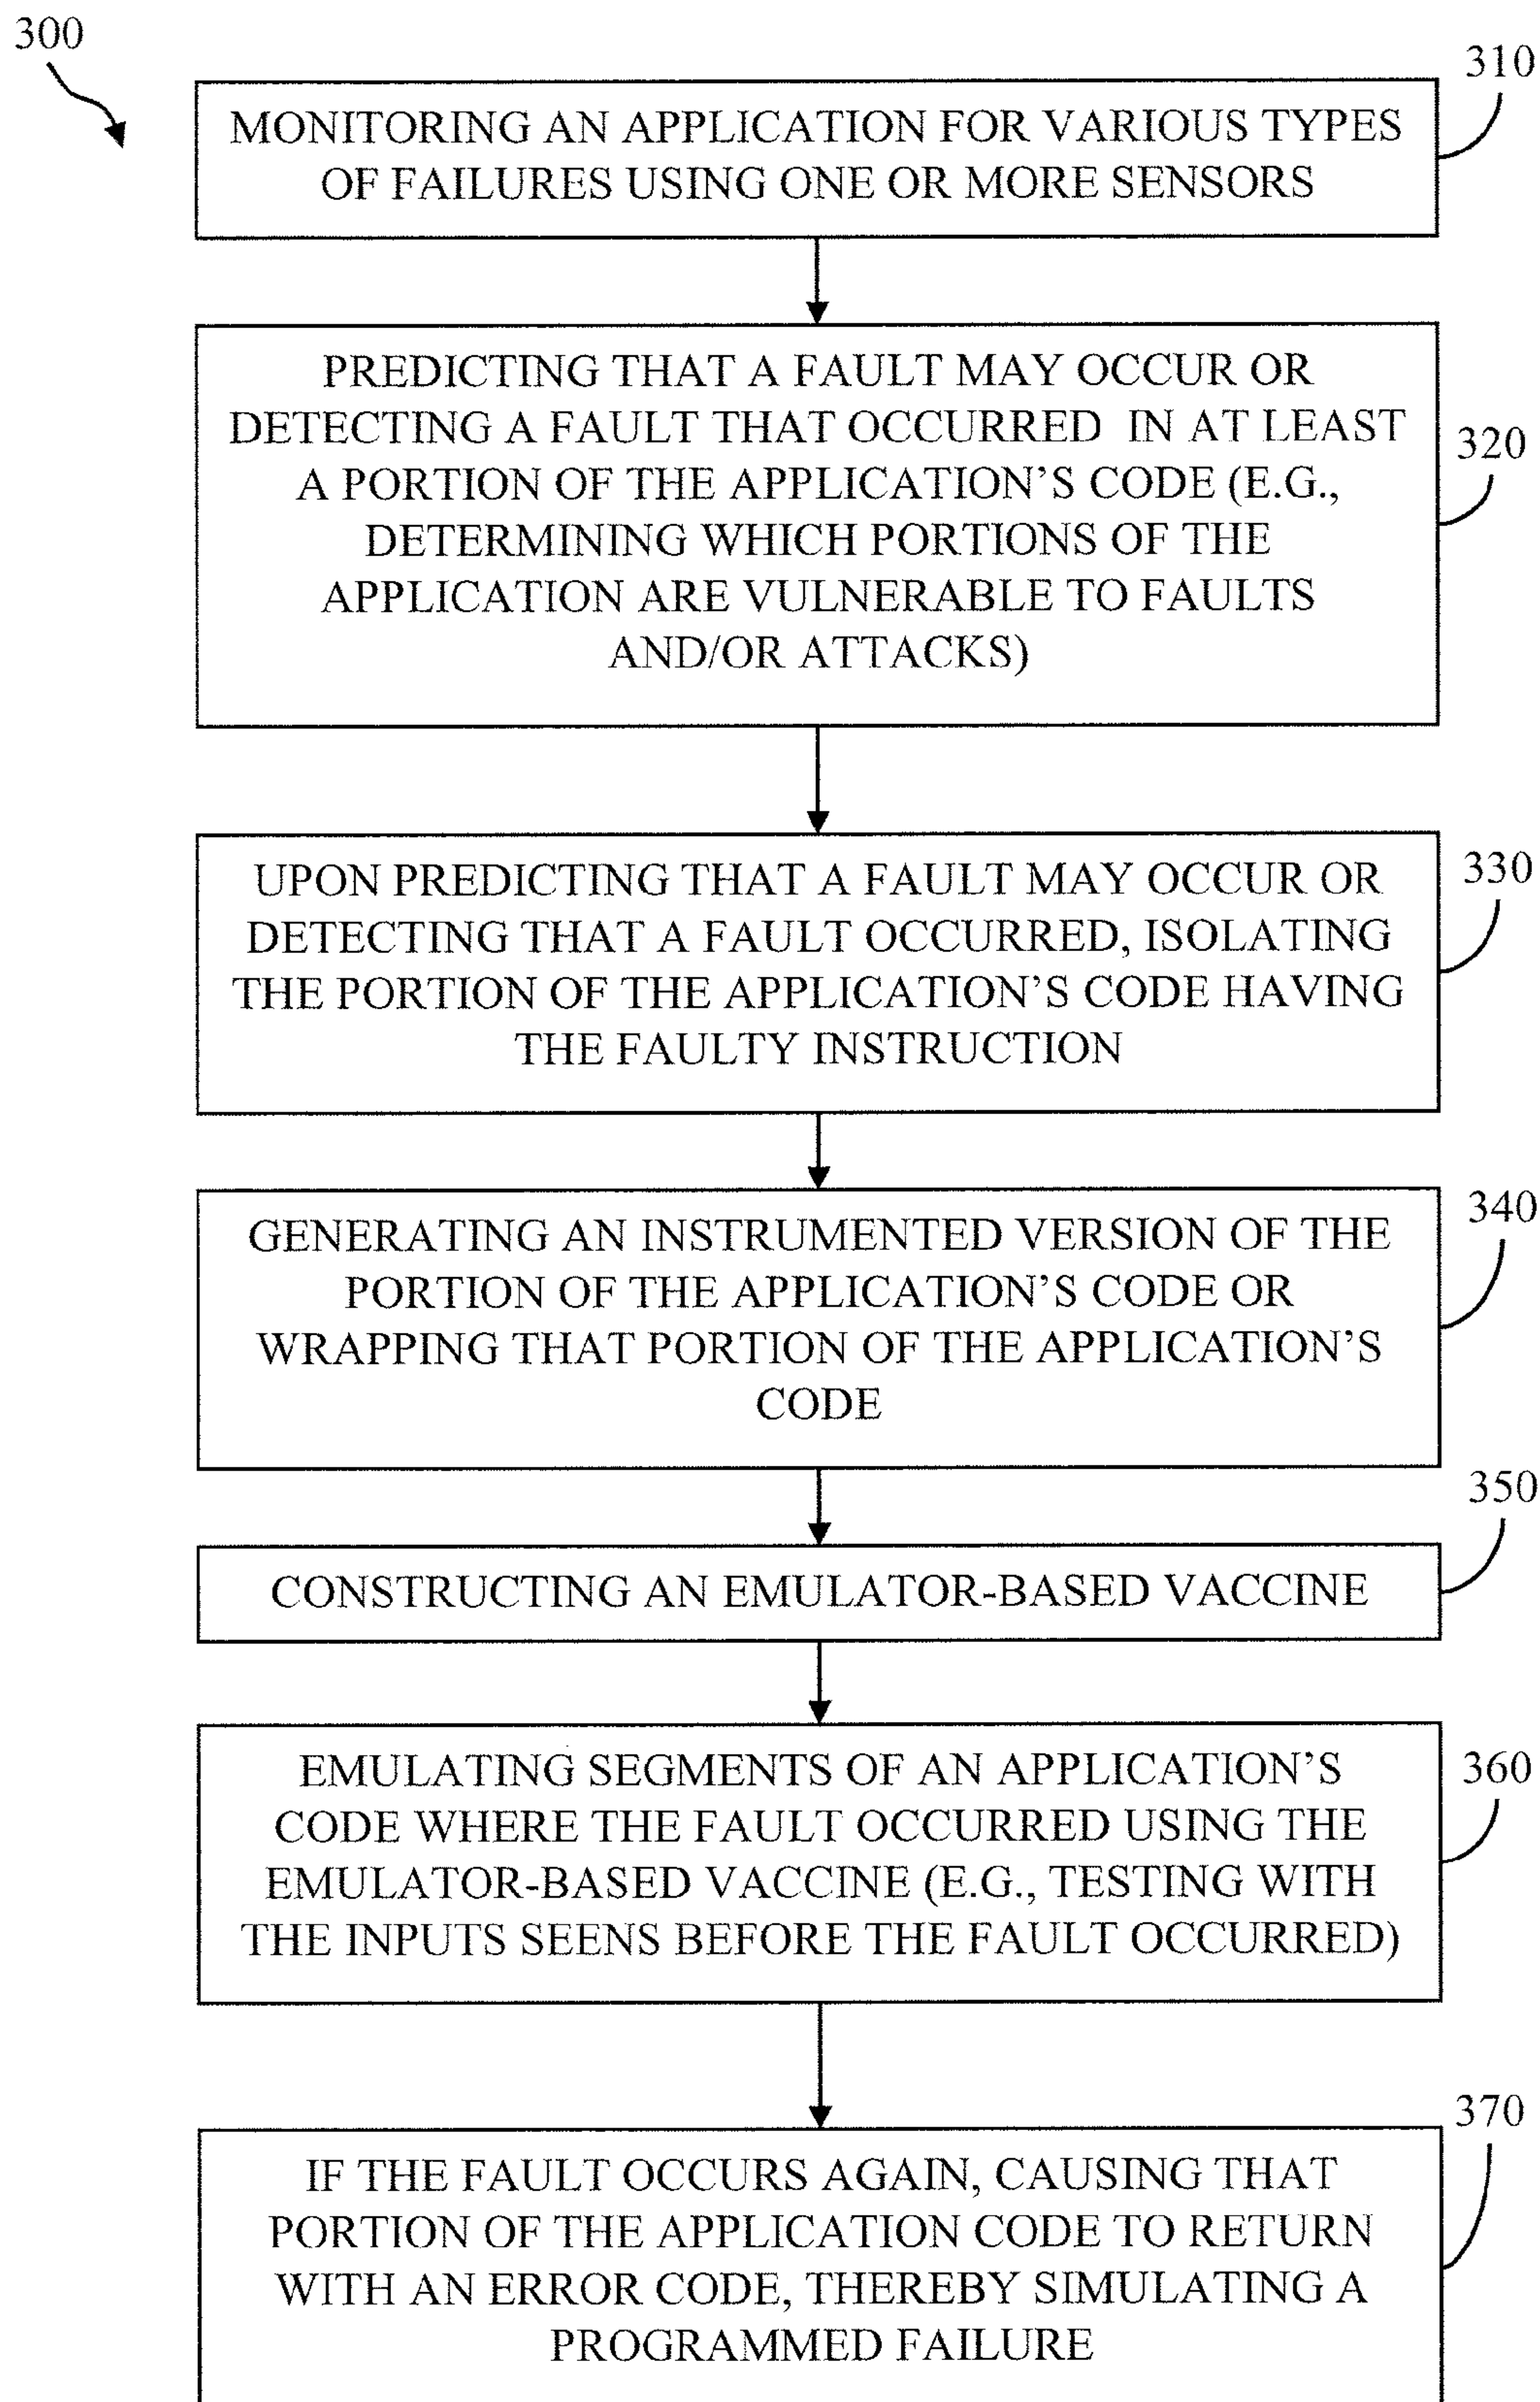 300
310
MONITORING AN APPLICATION FOR VARIOUS TYPES
OF FAILURES USING ONE OR MORE SENSORS
PREDICTING THAT A FAULT MAY OCCUR OR
DETECTING A FAULT THAT OCCURRED IN AT LEAST
A PORTION OF THE APPLICATION'S CODE (E.G.,
DETERMINING WHICH PORTIONS OF THE
APPLICATION ARE VULNERABLE TO FAULTS
AND/OR ATTACKS)
320
UPON PREDICTING THAT A FAULT MAY OCCUR OR
DETECTING THAT A FAULT OCCURRED, ISOLATING
THE PORTION OF THE APPLICATION'S CODE HAVING
THE FAULTY INSTRUCTION
330
GENERATING AN INSTRUMENTED VERSION OF THE
PORTION OF THE APPLICATION'S CODE OR
WRAPPING THAT PORTION OF THE APPLICATION'S
CODE
340
350
CONSTRUCTING AN EMULATOR-BASED VACCINE
EMULATING SEGMENTS OF AN APPLICATION'S
CODE WHERE THE FAULT OCCURRED USING THE
EMULATOR-BASED VACCINE (E.G., TESTING WITH
THE INPUTS SEENS BEFORE THE FAULT OCCURRED)
360
370
IF THE FAULT OCCURS AGAIN, CAUSING THAT
PORTION OF THE APPLICATION CODE TO RETURN
WITH AN ERROR CODE, THEREBY SIMULATING A
PROGRAMMED FAILURE